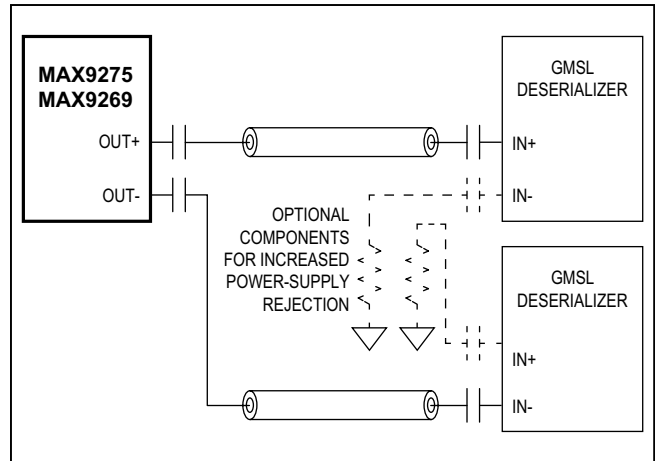 MAX9275
MAX9269
OUT+
OUT-
GMSL
DESERIALIZER
IN+
IN-
OPTIONAL
COMPONENTS
FOR INCREASED
POWER-SUPPLY
REJECTION
GMSL
DESERIALIZER
IN+
IN-